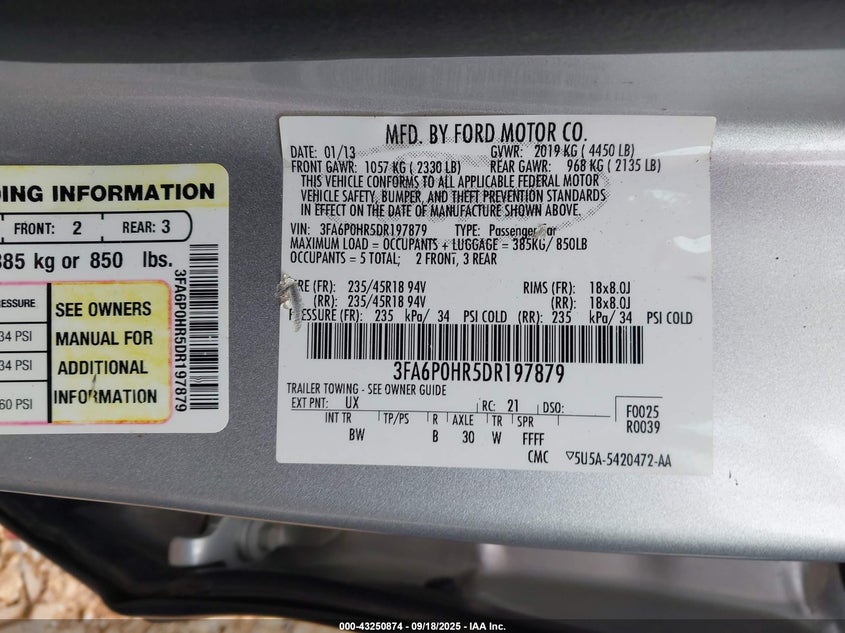 DING INFORMATION
FRONT: 2 REAR: 3
385 kg or 850 lbs.
PRESSURE
34 PSI
34 PSI
60 PSI
SEE OWNERS
MANUAL FOR
ADDITIONAL
INFORMATION
3FA6P0HR5DR197879
MFD. BY FORD MOTOR CO.
DATE: 01/13 GVWR: 2019 KG ( 4450 LB)
FRONT GAWR: 1057 KG ( 2330 LB) REAR GAWR: 968 KG ( 2135 LB)
THIS VEHICLE CONFORMS TO ALL APPLICABLE FEDERAL MOTOR
VEHICLE SAFETY, BUMPER, AND THEFT PREVENTION STANDARDS
IN EFFECT ON THE DATE OF MANUFACTURE SHOWN ABOVE.
VIN: 3FA6P0HR5DR197879 TYPE: Passenger Car
MAXIMUM LOAD = OCCUPANTS + LUGGAGE = 385KG/ 850LB
OCCUPANTS = 5 TOTAL; 2 FRONT, 3 REAR
TIRE (FR): 235/45R18 94V RIMS (FR): 18x8.0J
(RR): 235/45R18 94V (RR): 18x8.0J
PRESSURE (FR): 235 kPa/ 34 PSI COLD (RR): 235 kPa/ 34 PSI COLD
3FA6P0HR5DR197879
TRAILER TOWING - SEE OWNER GUIDE
EXT PNT: UX RC: 21 DSO: F0025
R0039
INT TR TP/PS R AXLE TR SPR
BW B 30 W FFFF
CMC ▽5U5A-5420472-AA
000-43250874 - 09/18/2025 - IAA Inc.